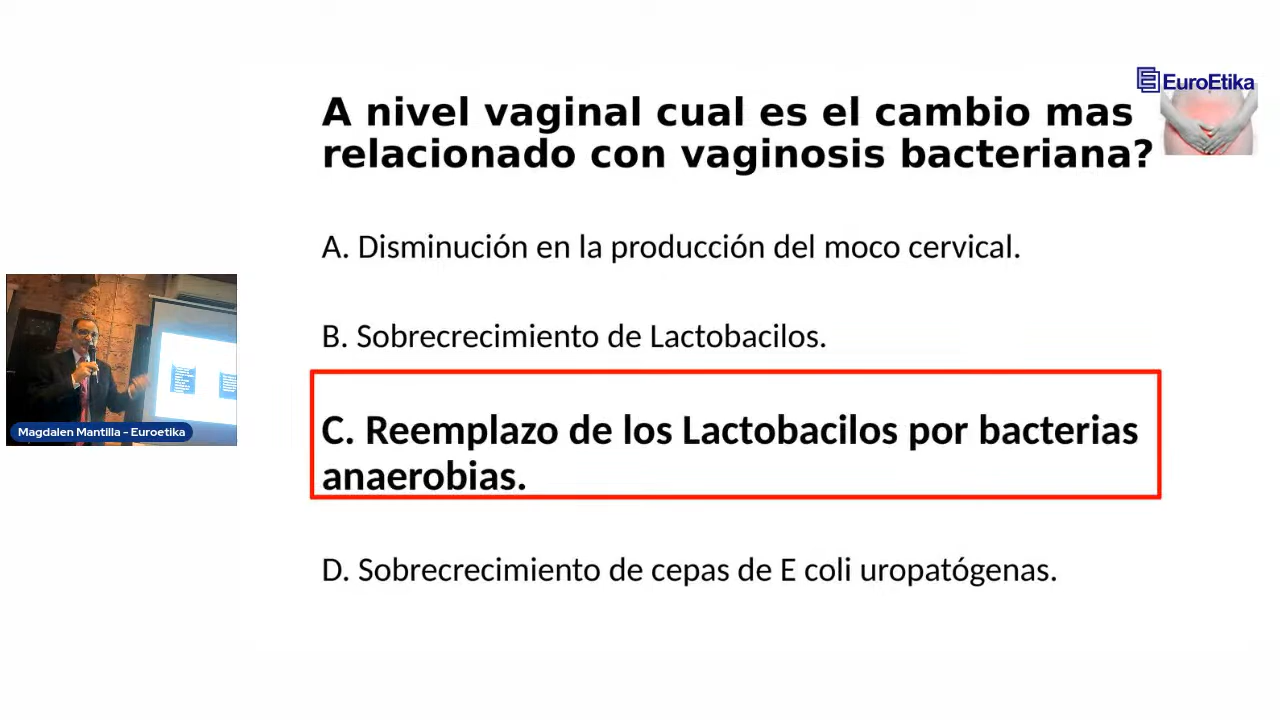 EuroEtika
A nivel vaginal cual es el cambio mas
relacionado con vaginosis bacteriana?
A. Disminución en la producción del moco cervical.
B. Sobrecrecimiento de Lactobacilos.
C. Reemplazo de los Lactobacilos por bacterias
anaerobias.
D. Sobrecrecimiento de cepas de E coli uropatógenas.
Magdalen Mantilla - Euroetika